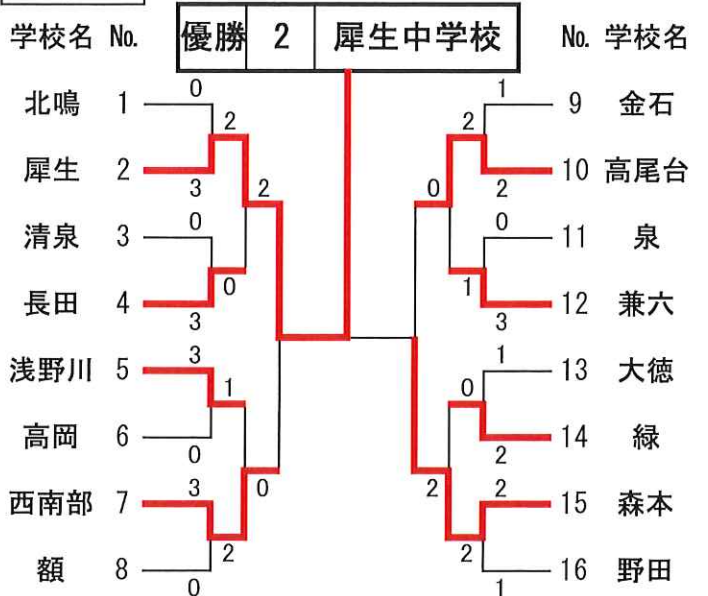 学校名 No. 優勝 2 犀生中学校 No. 学校名
0 1
北鳴 1 9 金石
2 2
犀生 2 10 高尾台
3 2 0 2
0 0
清泉 3 11 泉
0 1
長田 4 12 兼六
3 3
3 1
浅野川 5 13 大徳
1 0
高岡 6 14 緑
0 2
3 0 2 2
西南部 7 15 森本
2 2
額 8 16 野田
0 1